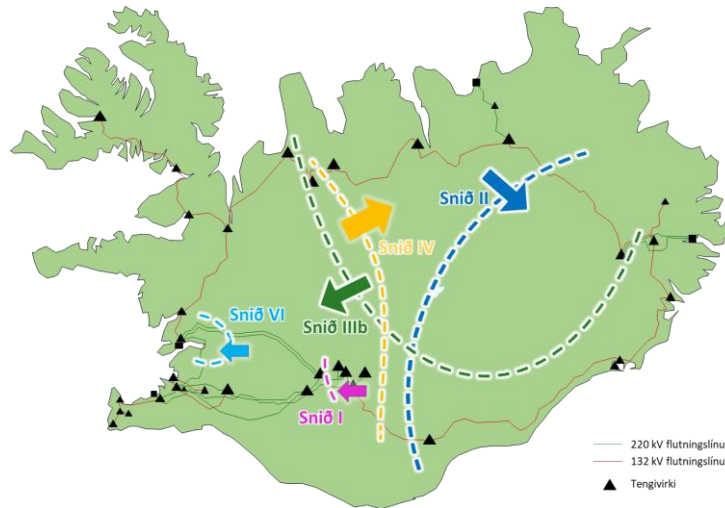 Snið II
Snið IV
Snið VI
Snið IIIb
Snið I
220 kV flutningslínu
132 kV flutningslínu
Tengivirki